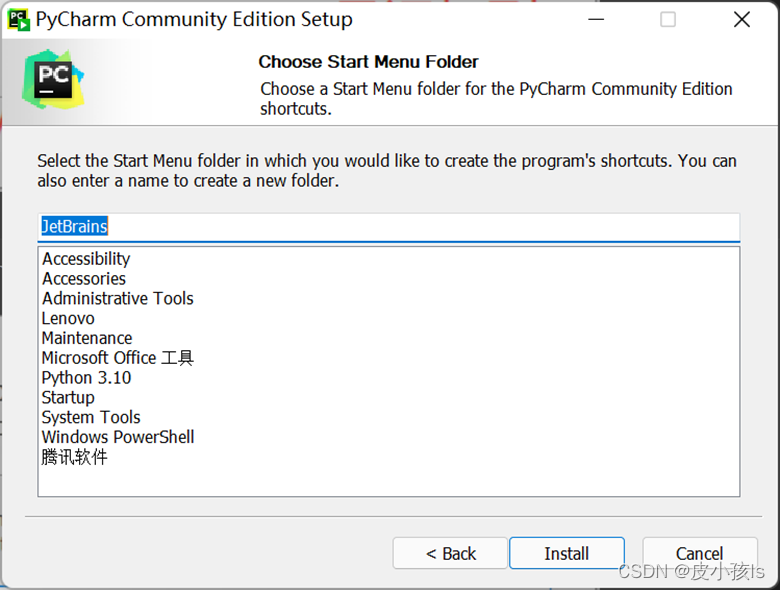 PyCharm Community Edition Setup
PC
Choose Start Menu Folder
PC
Choose a Start Menu folder for the PyCharm Community Edition
shortcuts.
Select the Start Menu folder in which you would like to create the program's shortcuts. You can
also enter a name to create a new folder.
JetBrains
Accessibility
Accessories
Administrative Tools
Lenovo
Maintenance
Microsoft Office 工具
Python 3.10
Startup
System Tools
Windows PowerShell
腾讯软件
< Back Install Cancel
CSDN @皮小孩ls